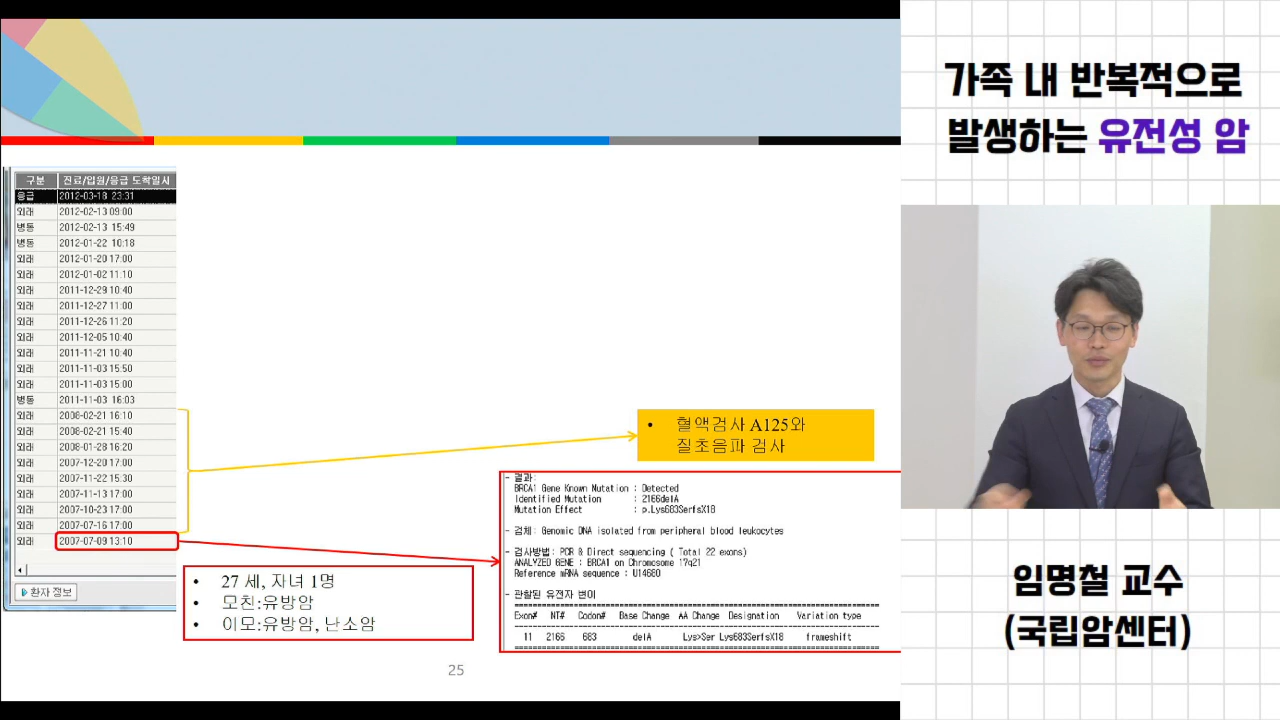 가족 내 반복적으로
발생하는 유전성 암
구분 진료/입원/응급 도착일시
응급 2012-03-18 23:31
외래 2012-02-13 09:00
병동 2012-02-13 15:49
병동 2012-01-22 10:18
외래 2012-01-20 17:00
외래 2012-01-02 11:10
외래 2011-12-29 10:40
외래 2011-12-27 11:00
외래 2011-12-26 11:20
외래 2011-12-05 10:40
외래 2011-11-21 10:40
외래 2011-11-03 15:50
외래 2011-11-03 15:00
병동 2011-11-03 16:03
외래 2008-02-21 16:10
외래 2008-02-21 15:40
외래 2008-01-28 16:20
외래 2007-12-20 17:00
외래 2007-11-22 15:30
외래 2007-11-13 17:00
외래 2007-10-23 17:00
외래 2007-07-16 17:00
외래 2007-07-09 13:10
환자 정보
• 혈액검사 A125와
질초음파 검사
• 27 세, 자녀 1명
• 모친:유방암
• 이모:유방암, 난소암
- 결과:
BRCA1 Gene Known Mutation : Detected
Identified Mutation : 2166delA
Mutation Effect : p.Lys683SerfsX18
- 검체: Genomic DNA isolated from peripheral blood leukocytes
- 검사방법: PCR & Direct sequencing ( Total 22 exons)
ANALYZED GENE : BRCA1 on Chromosome 17q21
Reference mRNA sequence : U14680
- 관찰된 유전자 변이
Exon# NT# Codon# Base Change AA Change Designation Variation type
11 2166 683 delA Lys>Ser Lys683SerfsX18 frameshift
25
임명철 교수
(국립암센터)